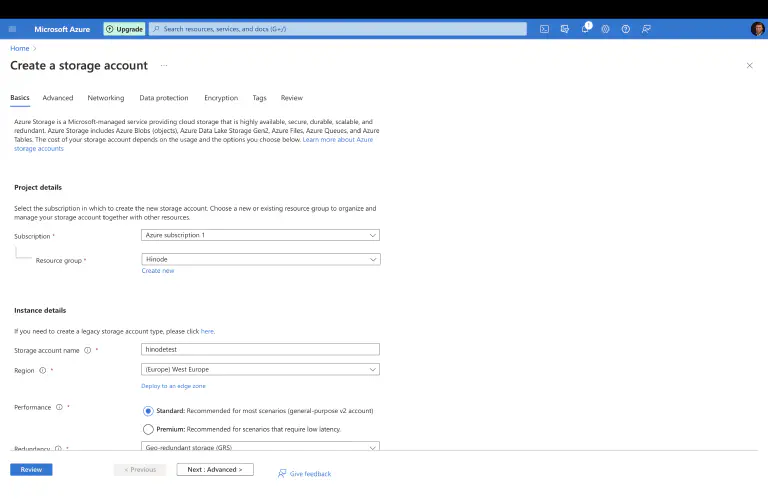 Microsoft Azure
Upgrade
Search resources, services, and docs (G+/)
1
Home >
Create a storage account ...
Basics Advanced Networking Data protection Encryption Tags Review
Azure Storage is a Microsoft-managed service providing cloud storage that is highly available, secure, durable, scalable, and
redundant. Azure Storage includes Azure Blobs (objects), Azure Data Lake Storage Gen2, Azure Files, Azure Queues, and Azure
Tables. The cost of your storage account depends on the usage and the options you choose below. Learn more about Azure
storage accounts
Project details
Select the subscription in which to create the new storage account. Choose a new or existing resource group to organize and
manage your storage account together with other resources.
Subscription * Azure subscription 1
Resource group * Hinode
Create new
Instance details
If you need to create a legacy storage account type, please click here.
Storage account name * hinodetest
Region * (Europe) West Europe
Deploy to an edge zone
Performance * Standard: Recommended for most scenarios (general-purpose v2 account)
Premium: Recommended for scenarios that require low latency.
Redundancy * Geo-redundant storage (GRS)
Review < Previous Next : Advanced > Give feedback